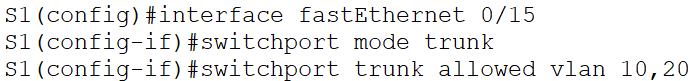 S1(config)#interface fastEthernet 0/15
S1(config-if)#switchport mode trunk
S1(config-if)#switchport trunk allowed vlan 10,20